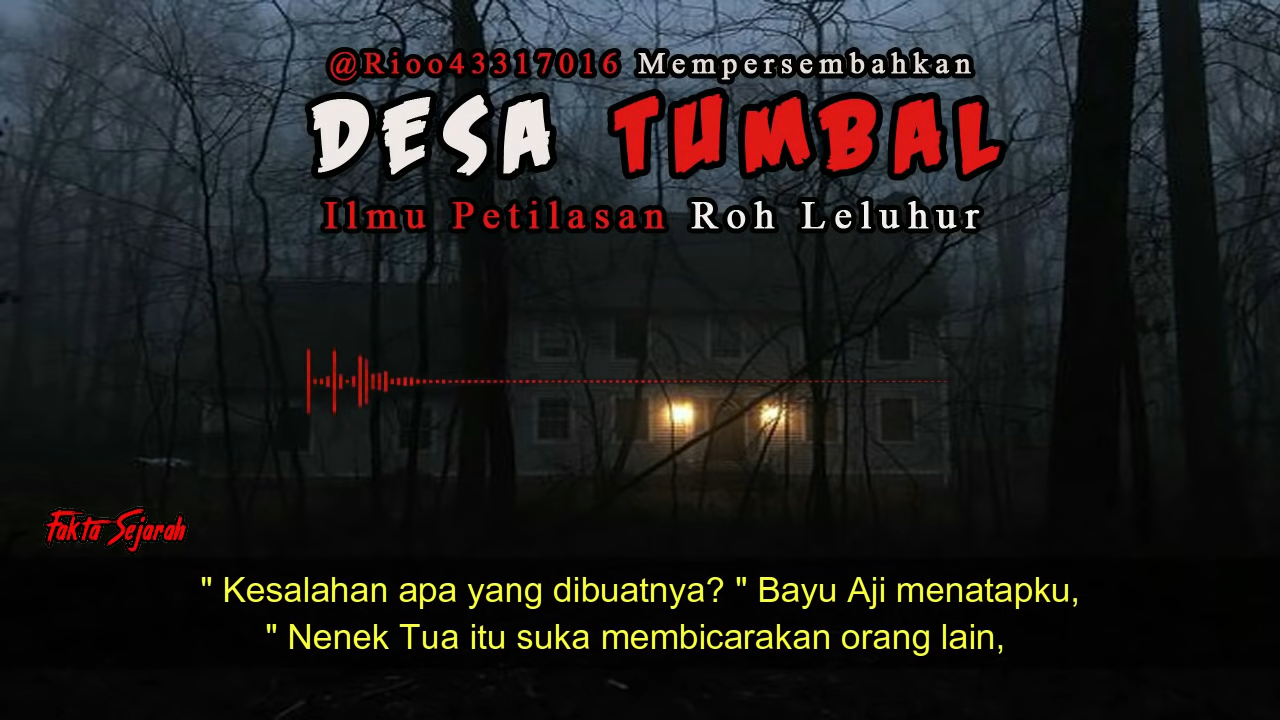 @Rioo43317016 Mempersembahkan
DESA TUMBAL
Ilmu Petilasan Roh Leluhur
Fakta Sejarah
" Kesalahan apa yang dibuatnya? " Bayu Aji menatapku,
" Nenek Tua itu suka membicarakan orang lain,